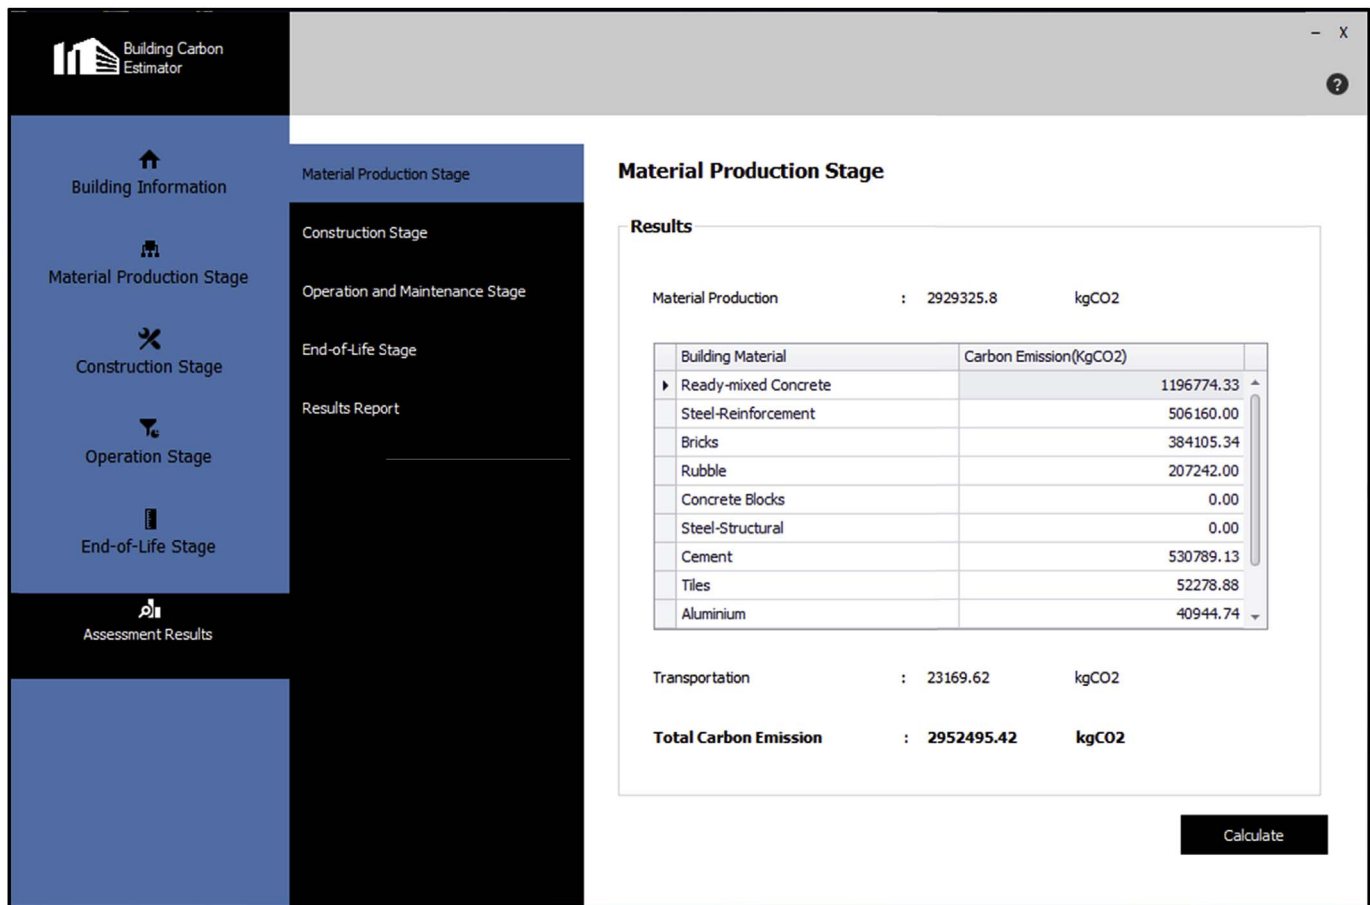 Building Carbon
Estimator
– X
?
Building Information
Material Production Stage
Construction Stage
Operation Stage
End-of-Life Stage
Assessment Results
Material Production Stage
Construction Stage
Operation and Maintenance Stage
End-of-Life Stage
Results Report
Material Production Stage
Results
Material Production : 2929325.8 kgCO2
Building Material Carbon Emission(KgCO2)
Ready-mixed Concrete 1196774.33
Steel-Reinforcement 506160.00
Bricks 384105.34
Rubble 207242.00
Concrete Blocks 0.00
Steel-Structural 0.00
Cement 530789.13
Tiles 52278.88
Aluminium 40944.74
Transportation : 23169.62 kgCO2
Total Carbon Emission : 2952495.42 kgCO2
Calculate